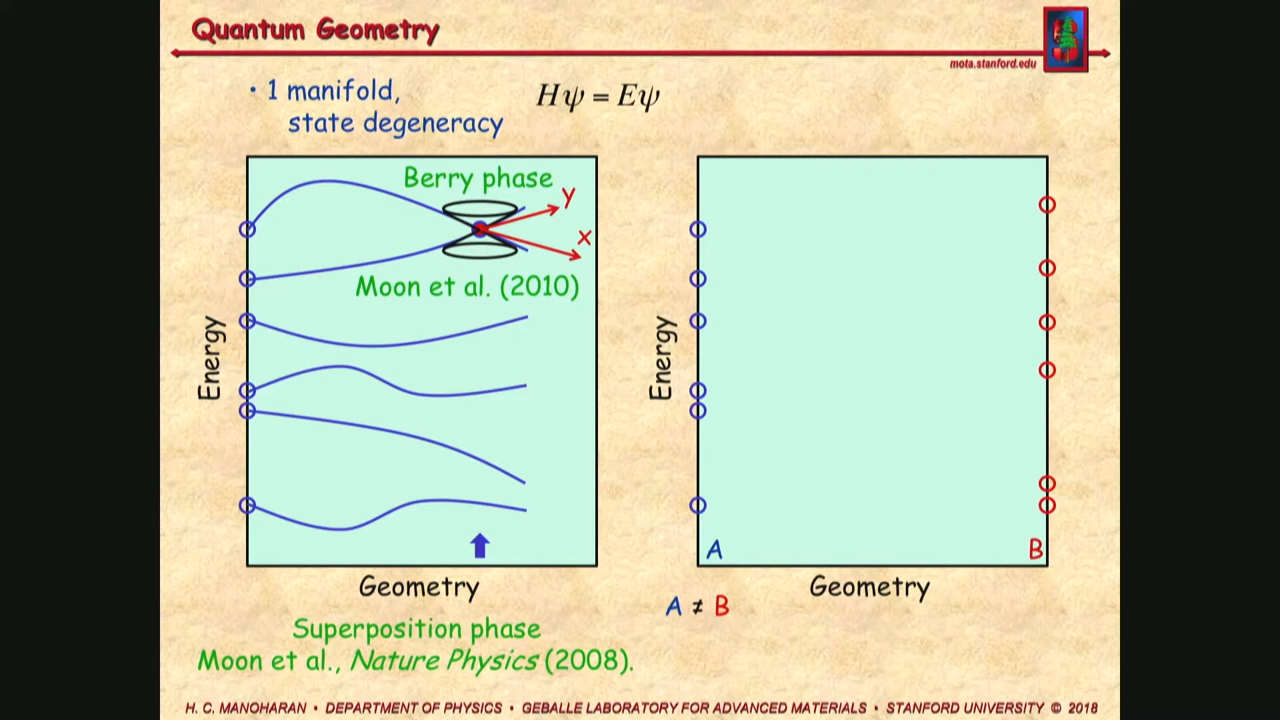 Quantum Geometry
mota.stanford.edu
• 1 manifold,
state degeneracy
Hψ = Eψ
Berry phase
y
x
Moon et al. (2010)
Energy
Geometry
Superposition phase
Moon et al., Nature Physics (2008).
Energy
A
B
Geometry
A ≠ B
H. C. MANOHARAN • DEPARTMENT OF PHYSICS • GEBALLE LABORATORY FOR ADVANCED MATERIALS • STANFORD UNIVERSITY © 2018